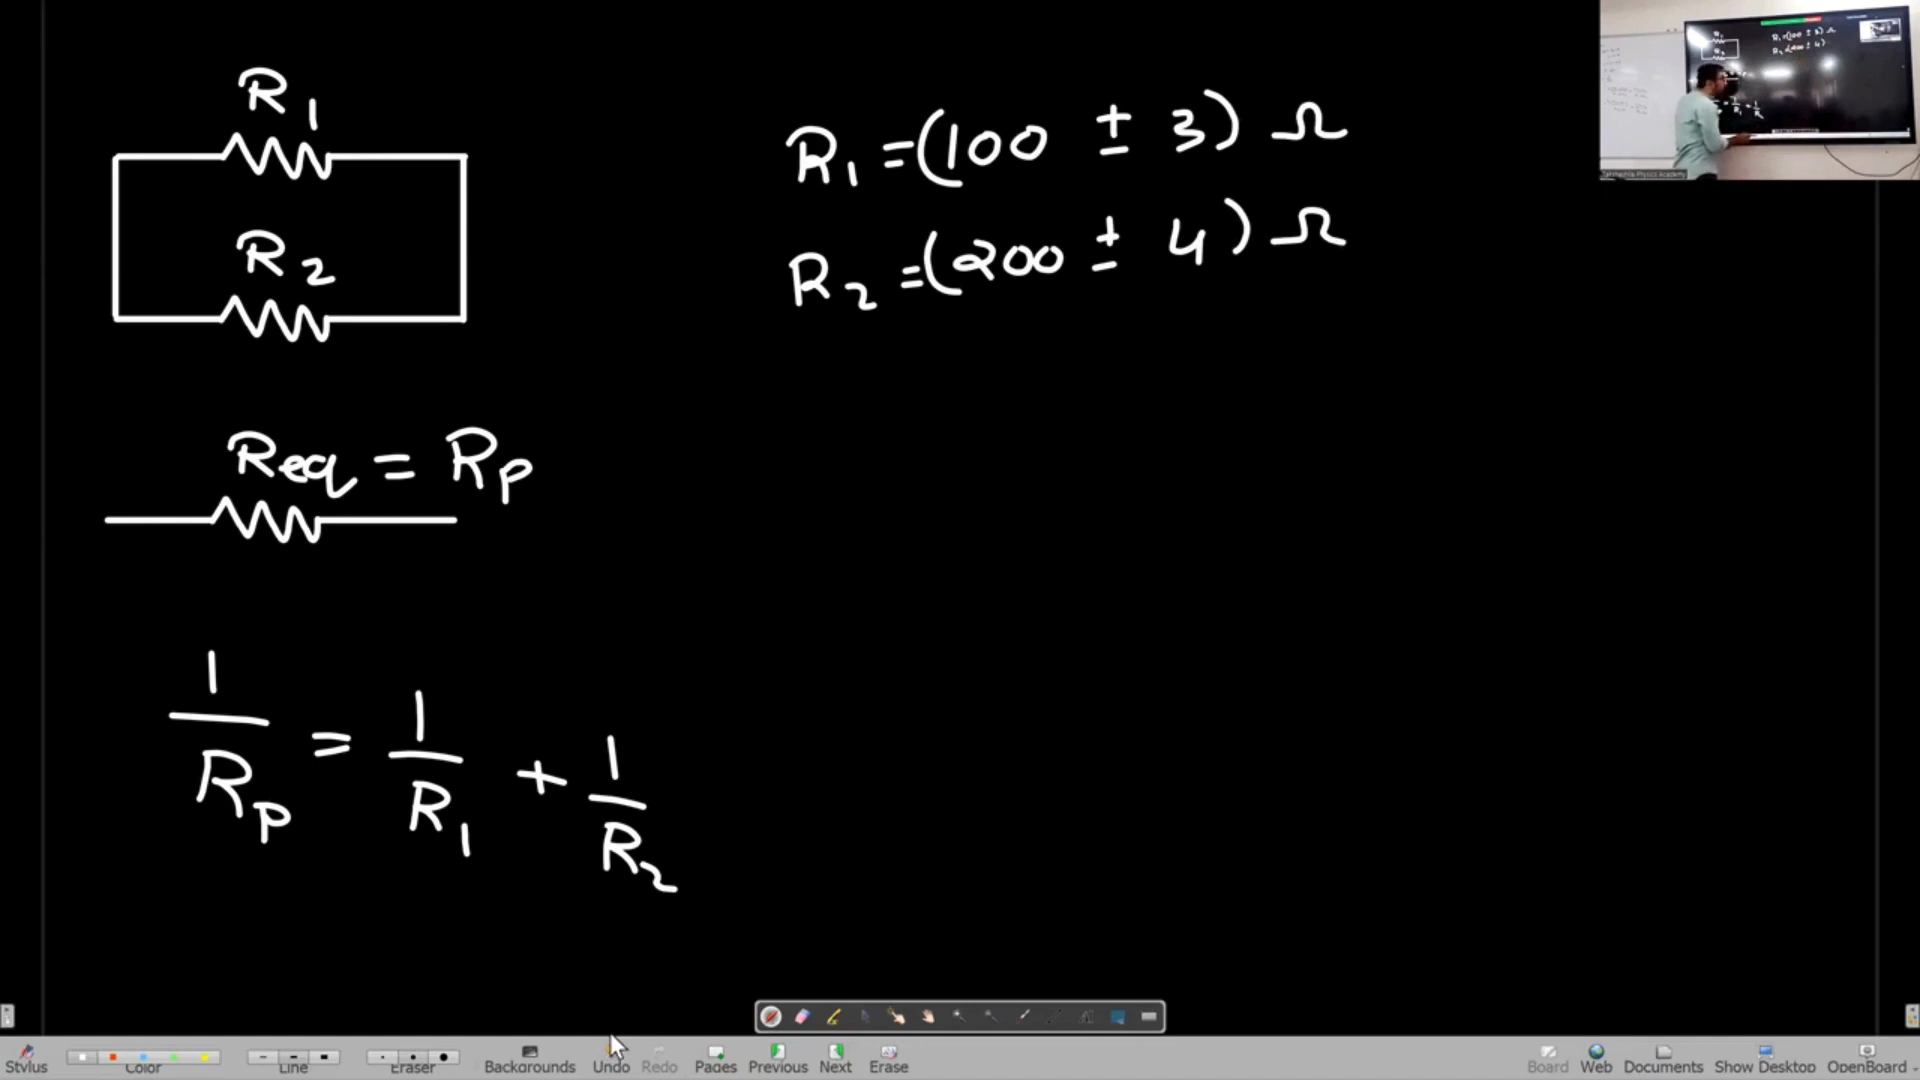 R1
R2
Req = Rp
1/Rp = 1/R1 + 1/R2
R1 = (100 ± 3) Ω
R2 = (200 ± 4) Ω
Stylus Color Line Eraser Backgrounds Undo Redo Pages Previous Next Erase Board Web Documents Show Desktop OpenBoard